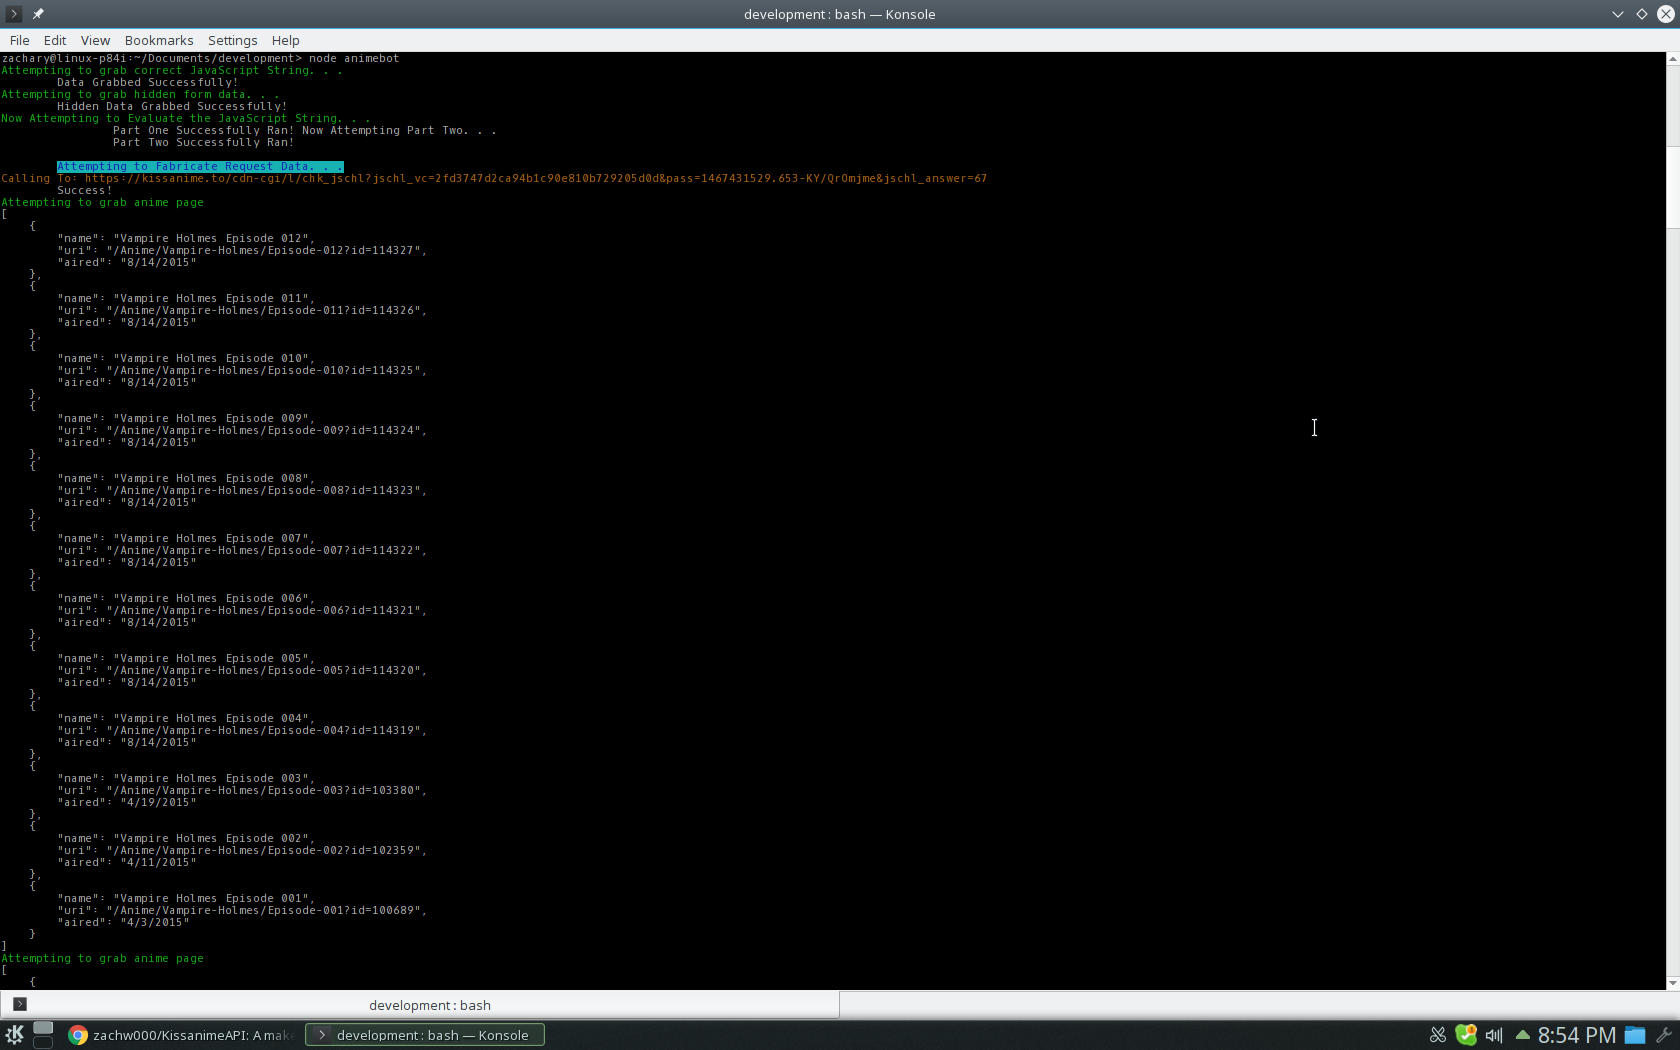 development : bash — Konsole
File Edit View Bookmarks Settings Help
zachary@linux-p84i:~/Documents/development> node animebot
Attempting to grab correct JavaScript String. . .
Data Grabbed Successfully!
Attempting to grab hidden form data. . .
Hidden Data Grabbed Successfully!
Now Attempting to Evaluate the JavaScript String. . .
Part One Successfully Ran! Now Attempting Part Two. . .
Part Two Successfully Ran!
Attempting to Fabricate Request Data. . .
Calling To: https://kissanime.to/cdn-cgi/l/chk_jschl?jschl_vc=2fd3747d2ca94b1c90e810b729205d0d&pass=1467431529.653-KY/QrOmjme&jschl_answer=67
Success!
Attempting to grab anime page
[
{
"name": "Vampire Holmes Episode 012",
"uri": "/Anime/Vampire-Holmes/Episode-012?id=114327",
"aired": "8/14/2015"
},
{
"name": "Vampire Holmes Episode 011",
"uri": "/Anime/Vampire-Holmes/Episode-011?id=114326",
"aired": "8/14/2015"
},
{
"name": "Vampire Holmes Episode 010",
"uri": "/Anime/Vampire-Holmes/Episode-010?id=114325",
"aired": "8/14/2015"
},
{
"name": "Vampire Holmes Episode 009",
"uri": "/Anime/Vampire-Holmes/Episode-009?id=114324",
"aired": "8/14/2015"
},
{
"name": "Vampire Holmes Episode 008",
"uri": "/Anime/Vampire-Holmes/Episode-008?id=114323",
"aired": "8/14/2015"
},
{
"name": "Vampire Holmes Episode 007",
"uri": "/Anime/Vampire-Holmes/Episode-007?id=114322",
"aired": "8/14/2015"
},
{
"name": "Vampire Holmes Episode 006",
"uri": "/Anime/Vampire-Holmes/Episode-006?id=114321",
"aired": "8/14/2015"
},
{
"name": "Vampire Holmes Episode 005",
"uri": "/Anime/Vampire-Holmes/Episode-005?id=114320",
"aired": "8/14/2015"
},
{
"name": "Vampire Holmes Episode 004",
"uri": "/Anime/Vampire-Holmes/Episode-004?id=114319",
"aired": "8/14/2015"
},
{
"name": "Vampire Holmes Episode 003",
"uri": "/Anime/Vampire-Holmes/Episode-003?id=103380",
"aired": "4/19/2015"
},
{
"name": "Vampire Holmes Episode 002",
"uri": "/Anime/Vampire-Holmes/Episode-002?id=102359",
"aired": "4/11/2015"
},
{
"name": "Vampire Holmes Episode 001",
"uri": "/Anime/Vampire-Holmes/Episode-001?id=100689",
"aired": "4/3/2015"
}
]
Attempting to grab anime page
[
{
development : bash
zachw000/KissanimeAPI: A mak
development : bash — Konsole
8:54 PM